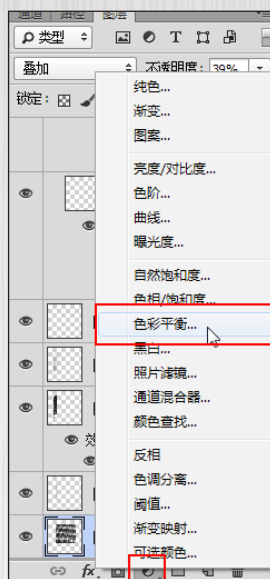 通道 路径 图层
类型
叠加 不透明度: 39%
锁定:
纯色...
渐变...
图案...
亮度/对比度...
色阶...
曲线...
曝光度...
自然饱和度...
色相/饱和度...
色彩平衡...
黑白...
照片滤镜...
通道混合器...
颜色查找...
反相
色调分离...
阈值...
渐变映射...
可选颜色...
效
fx